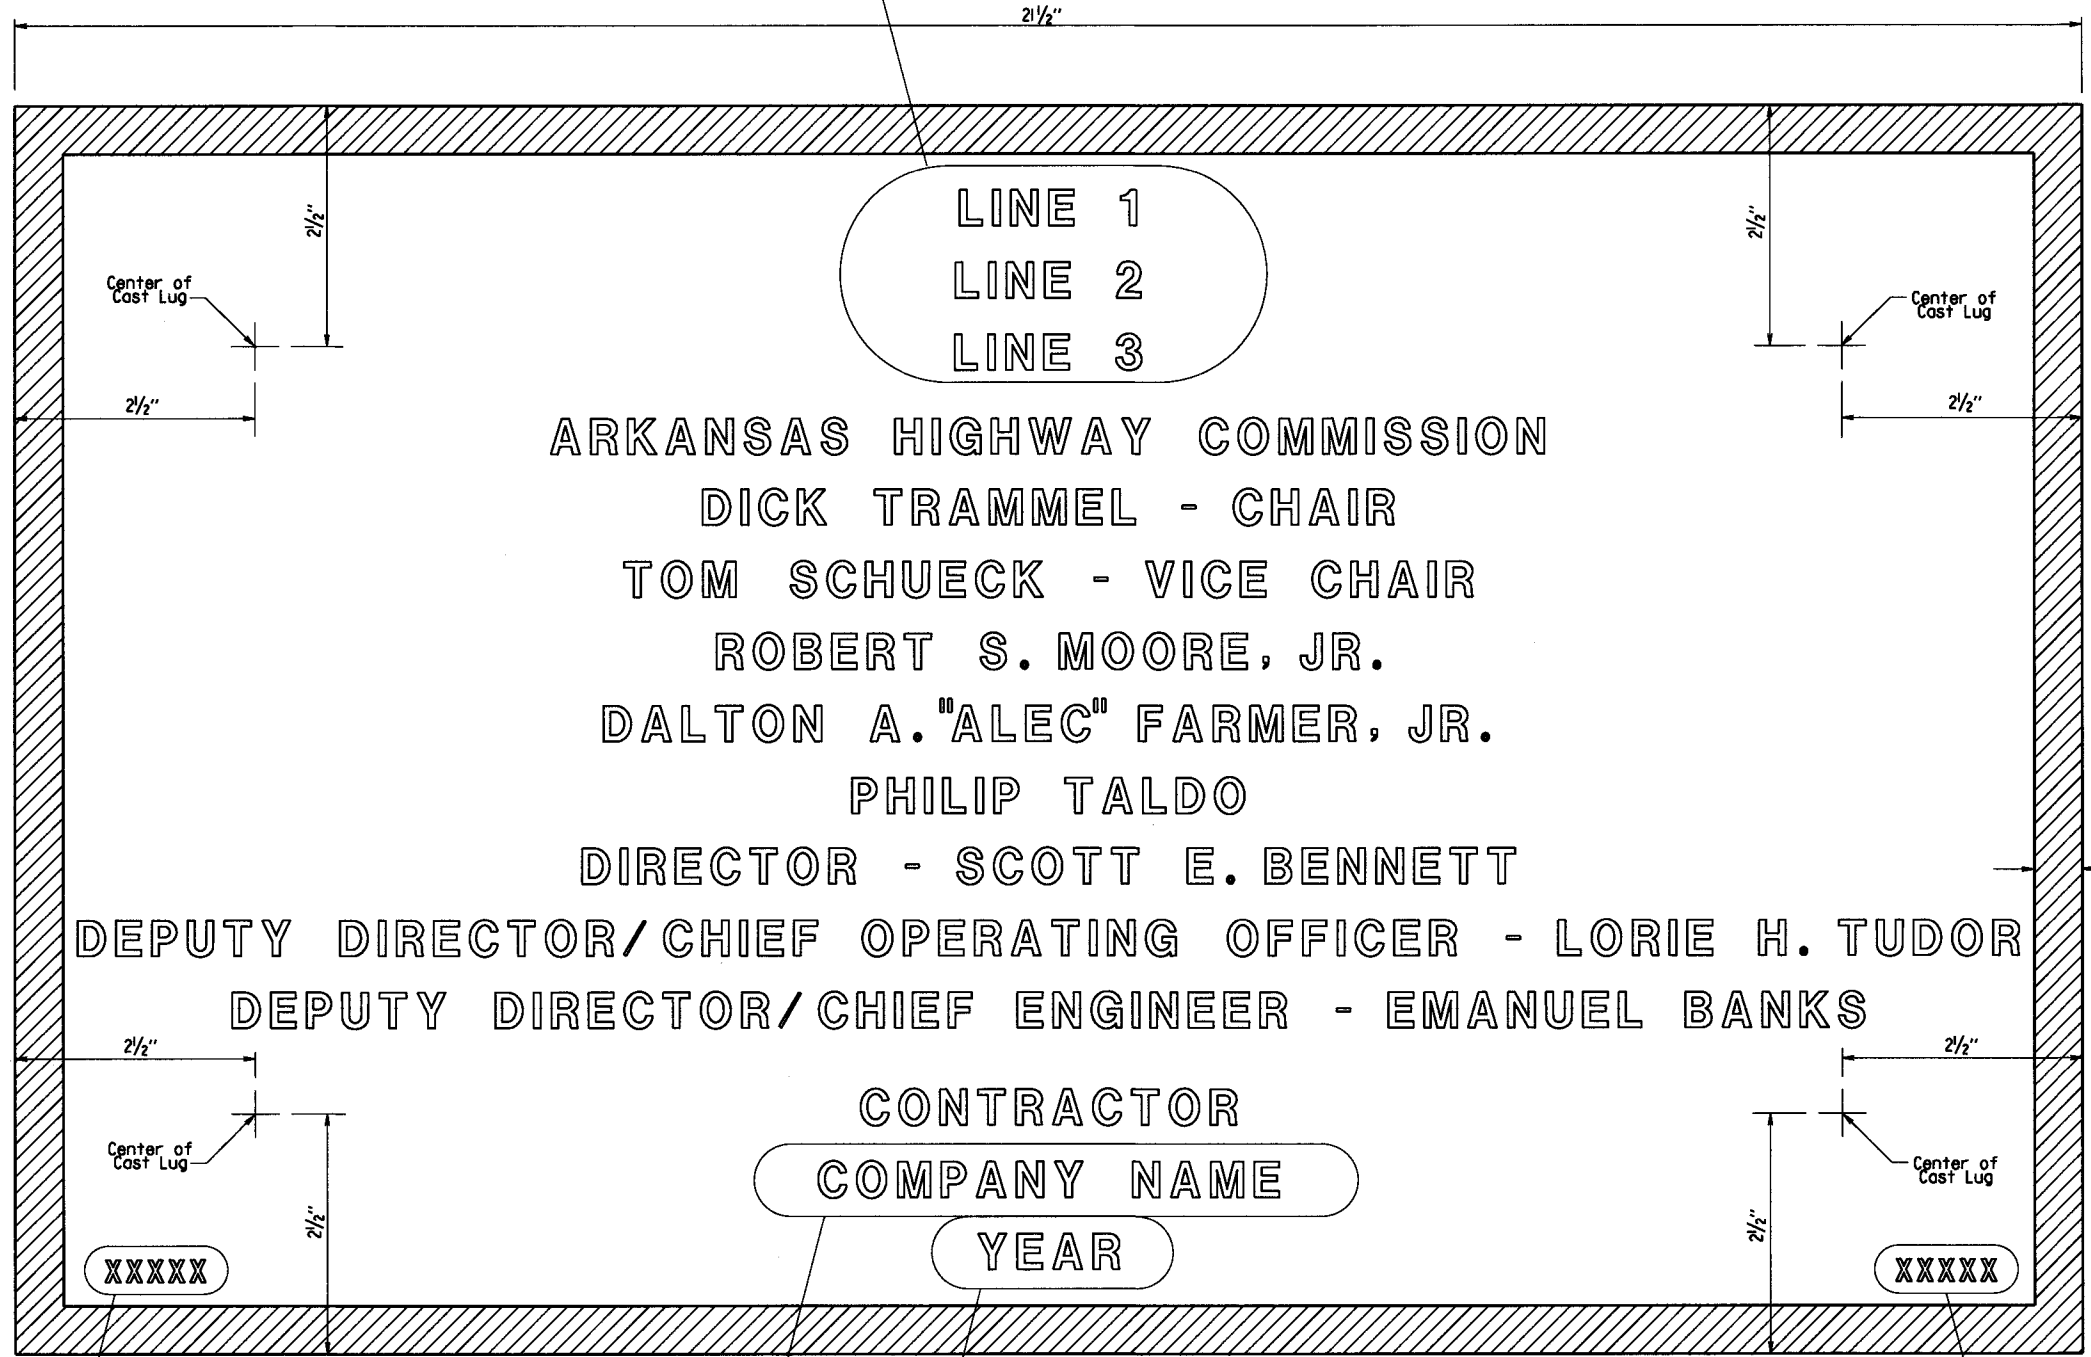 21½"
2½" 2½"
Center of
Cast Lug
Center of
Cast Lug
2½" 2½"
LINE 1
LINE 2
LINE 3
ARKANSAS HIGHWAY COMMISSION
DICK TRAMMEL - CHAIR
TOM SCHUECK - VICE CHAIR
ROBERT S. MOORE, JR.
DALTON A. "ALEC" FARMER, JR.
PHILIP TALDO
DIRECTOR - SCOTT E. BENNETT
DEPUTY DIRECTOR/CHIEF OPERATING OFFICER - LORIE H. TUDOR
DEPUTY DIRECTOR/CHIEF ENGINEER - EMANUEL BANKS
2½" 2½"
CONTRACTOR
Center of
Cast Lug
Center of
Cast Lug
COMPANY NAME
2½" 2½"
YEAR
XXXXX XXXXX